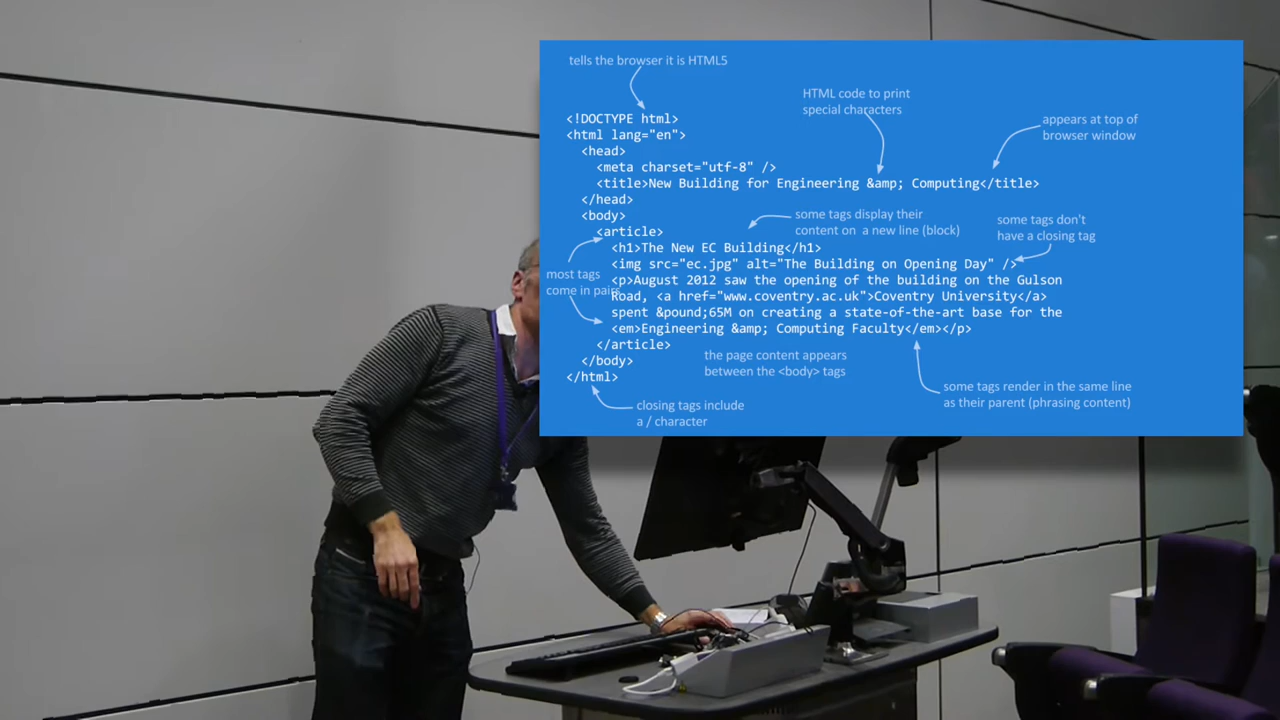 tells the browser it is HTML5
HTML code to print
special characters
appears at top of
browser window
<!DOCTYPE html>
<html lang="en">
<head>
<meta charset="utf-8" />
<title>New Building for Engineering &amp; Computing</title>
</head>
<body>
<article>
some tags display their
content on a new line (block)
some tags don't
have a closing tag
<h1>The New EC Building</h1>
<img src="ec.jpg" alt="The Building on Opening Day" />
most tags
come in pairs
<p>August 2012 saw the opening of the building on the Gulson
Road, <a href="www.coventry.ac.uk">Coventry University</a>
spent &pound;65M on creating a state-of-the-art base for the
<em>Engineering &amp; Computing Faculty</em></p>
</article>
</body>
</html>
the page content appears
between the <body> tags
some tags render in the same line
as their parent (phrasing content)
closing tags include
a / character